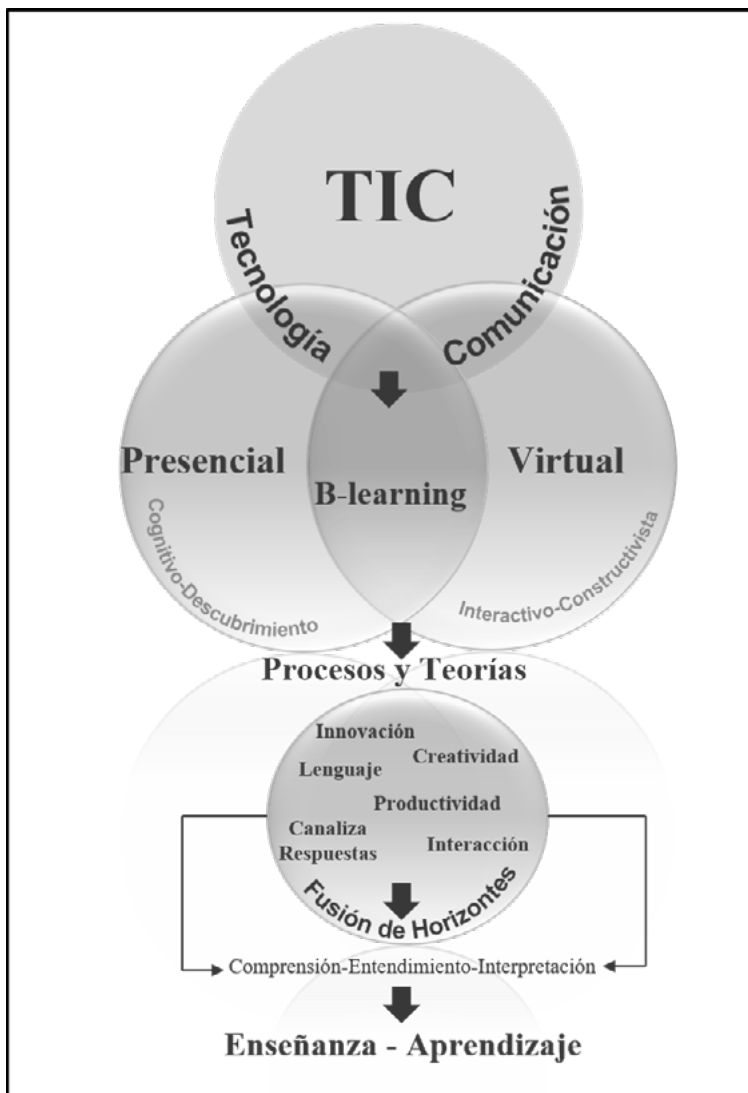 TIC
Tecnología
Comunicación
Presencial
Virtual
B-learning
Cognitivo-Descubrimiento
Interactivo-Constructivista
Procesos y Teorías
Innovación
Creatividad
Lenguaje
Productividad
Canaliza
Respuestas
Interacción
Fusión de Horizontes
Comprensión-Entendimiento-Interpretación
Enseñanza - Aprendizaje